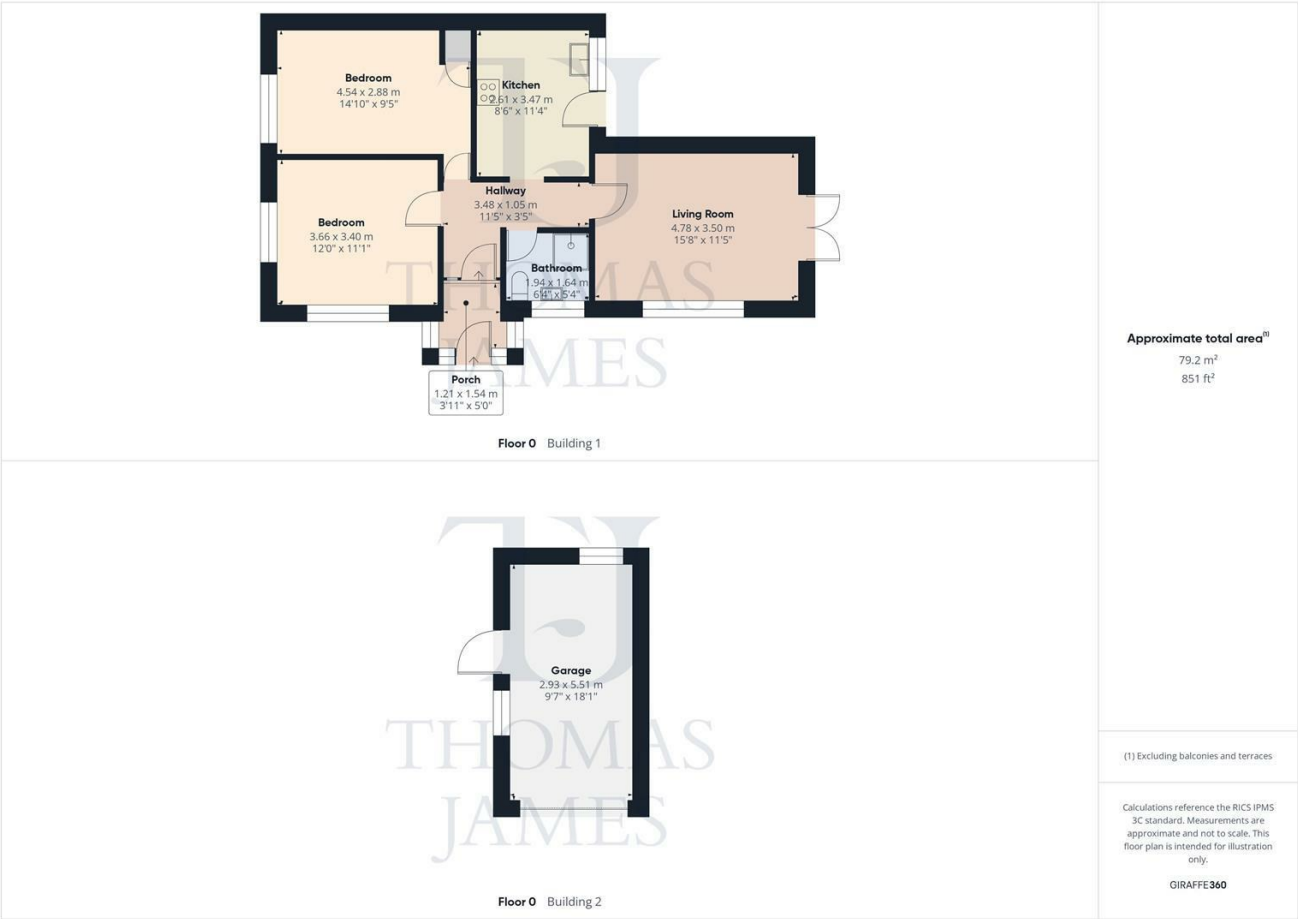 Bedroom
4.54 x 2.88 m
14'10" x 9'5"
Kitchen
2.61 x 3.47 m
8'6" x 11'4"
Hallway
3.48 x 1.05 m
11'5" x 3'5"
Living Room
4.78 x 3.50 m
15'8" x 11'5"
Bedroom
3.66 x 3.40 m
12'0" x 11'1"
Bathroom
1.94 x 1.64 m
6'4" x 5'4"
Porch
1.21 x 1.54 m
3'11" x 5'0"
TJ
THOMAS
JAMES
Floor 0 Building 1
Garage
2.93 x 5.51 m
9'7" x 18'1"
TJ
THOMAS
JAMES
Floor 0 Building 2
Approximate total area(1)
79.2 m²
851 ft²
(1) Excluding balconies and terraces
Calculations reference the RICS IPMS
3C standard. Measurements are
approximate and not to scale. This
floor plan is intended for illustration
only.
GIRAFFE360